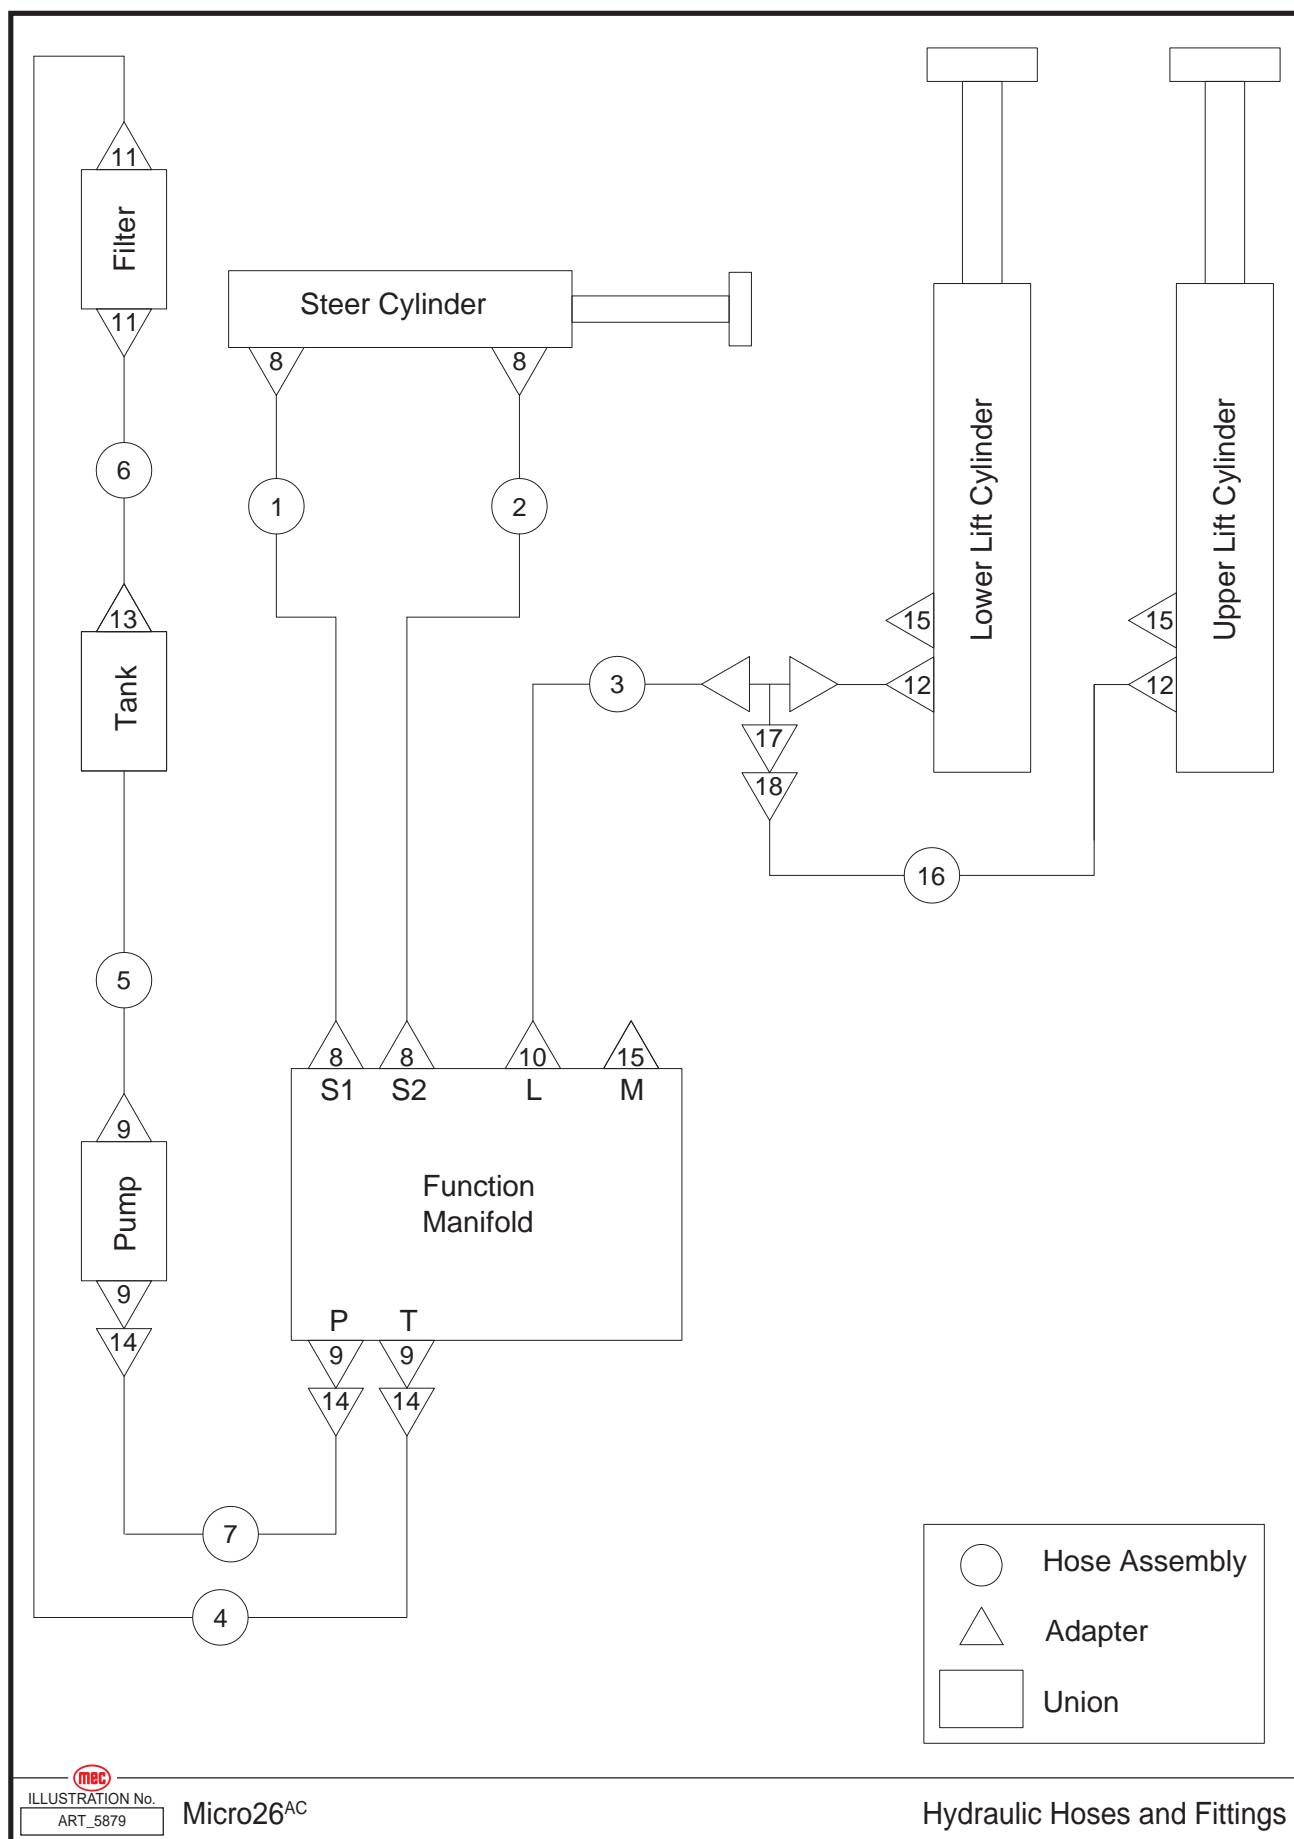 11
Filter
11
6
13
Tank
5
9
Pump
9
14
Steer Cylinder
8
8
1
2
Lower Lift Cylinder
15
12
Upper Lift Cylinder
15
12
3
17
18
16
8
8
10
15
S1
S2
L
M
Function
Manifold
P
T
9
9
14
14
7
4
Hose Assembly
Adapter
Union
mec
ILLUSTRATION No.
ART_5879
Micro26AC
Hydraulic Hoses and Fittings